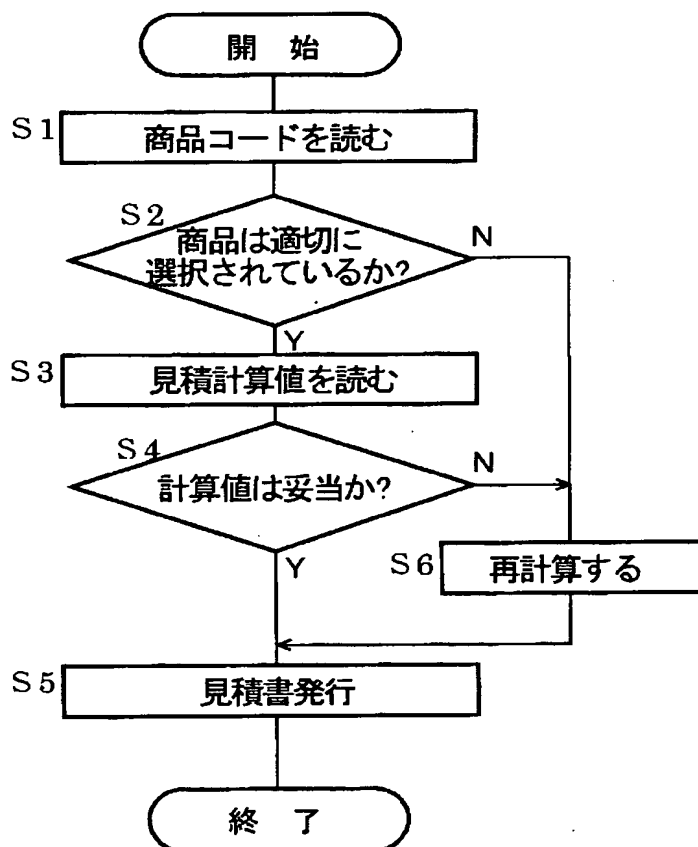 開 始
S1
商品コードを読む
S2
商品は適切に
選択されているか?
N
Y
S3
見積計算値を読む
S4
計算値は妥当か?
N
Y
S6
再計算する
S5
見積書発行
終 了